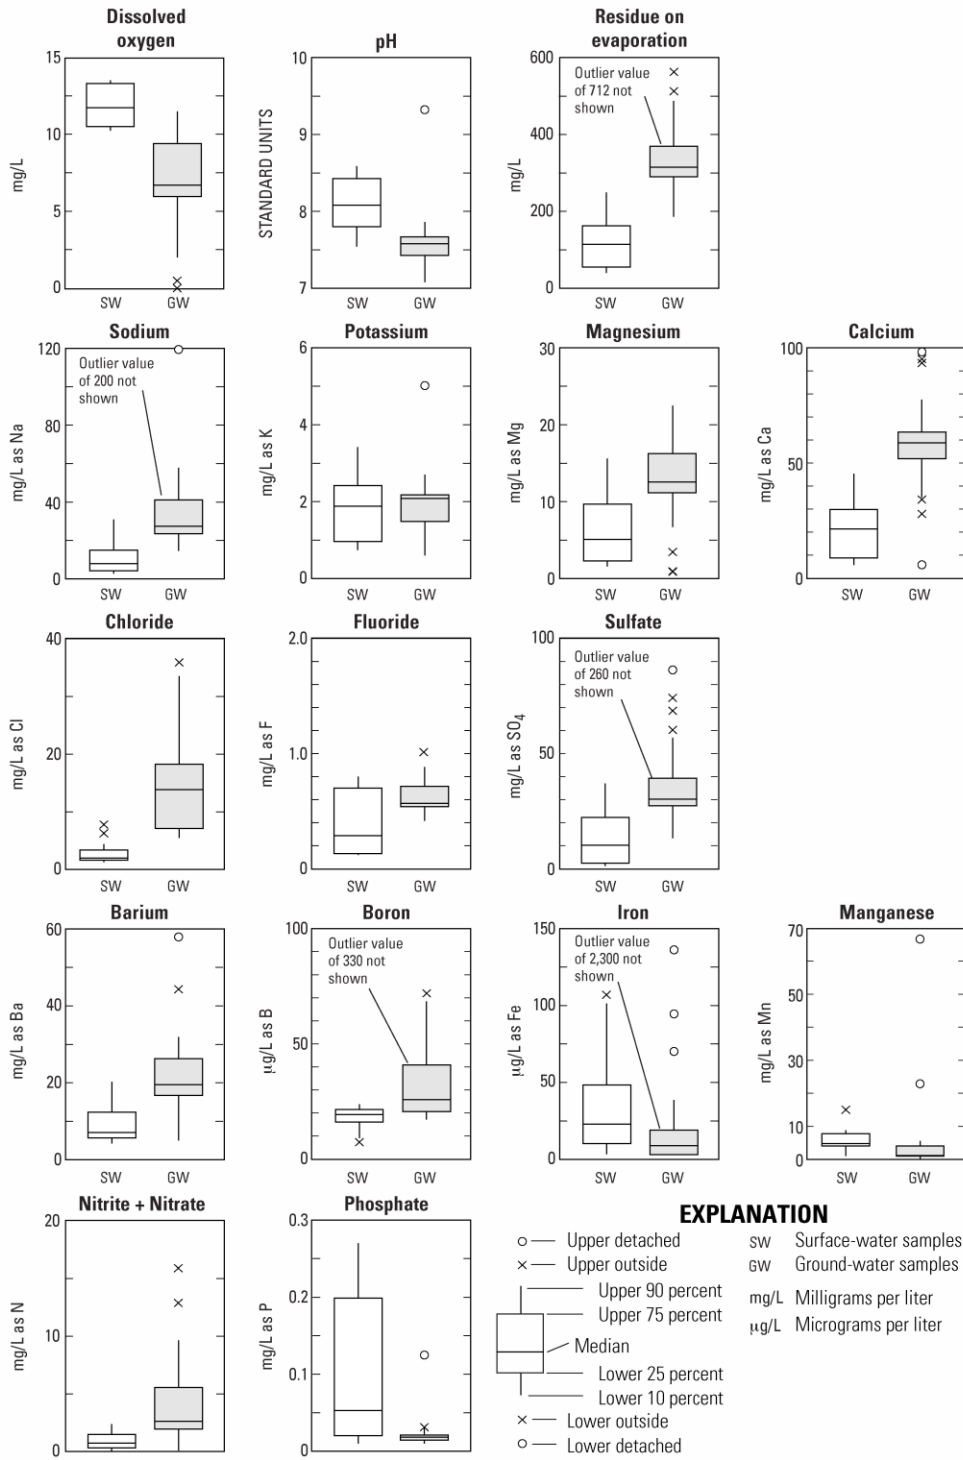 Dissolved
oxygen
15
10
5
0
mg/L
SW GW
pH
10
9
8
7
STANDARD UNITS
SW GW
Residue on
evaporation
600
400
200
0
mg/L
Outlier value
of 712 not
shown
SW GW
Sodium
120
80
40
0
mg/L as Na
Outlier value
of 200 not
shown
SW GW
Potassium
6
4
2
0
mg/L as K
SW GW
Magnesium
30
20
10
0
mg/L as Mg
SW GW
Calcium
100
50
0
mg/L as Ca
SW GW
Chloride
40
20
0
mg/L as Cl
SW GW
Fluoride
2.0
1.0
0
mg/L as F
SW GW
Sulfate
100
50
0
mg/L as SO4
Outlier value
of 260 not
shown
SW GW
Barium
60
40
20
0
mg/L as Ba
SW GW
Boron
100
50
0
µg/L as B
Outlier value
of 330 not
shown
SW GW
Iron
150
100
50
0
µg/L as Fe
Outlier value
of 2,300 not
shown
SW GW
Manganese
70
60
30
10
0
mg/L as Mn
SW GW
Nitrite + Nitrate
20
10
0
mg/L as N
Phosphate
0.3
0.2
0.1
0
mg/L as P
EXPLANATION
Upper detached
Upper outside
Upper 90 percent
Upper 75 percent
Median
Lower 25 percent
Lower 10 percent
Lower outside
Lower detached
SW Surface-water samples
GW Ground-water samples
mg/L Milligrams per liter
µg/L Micrograms per liter